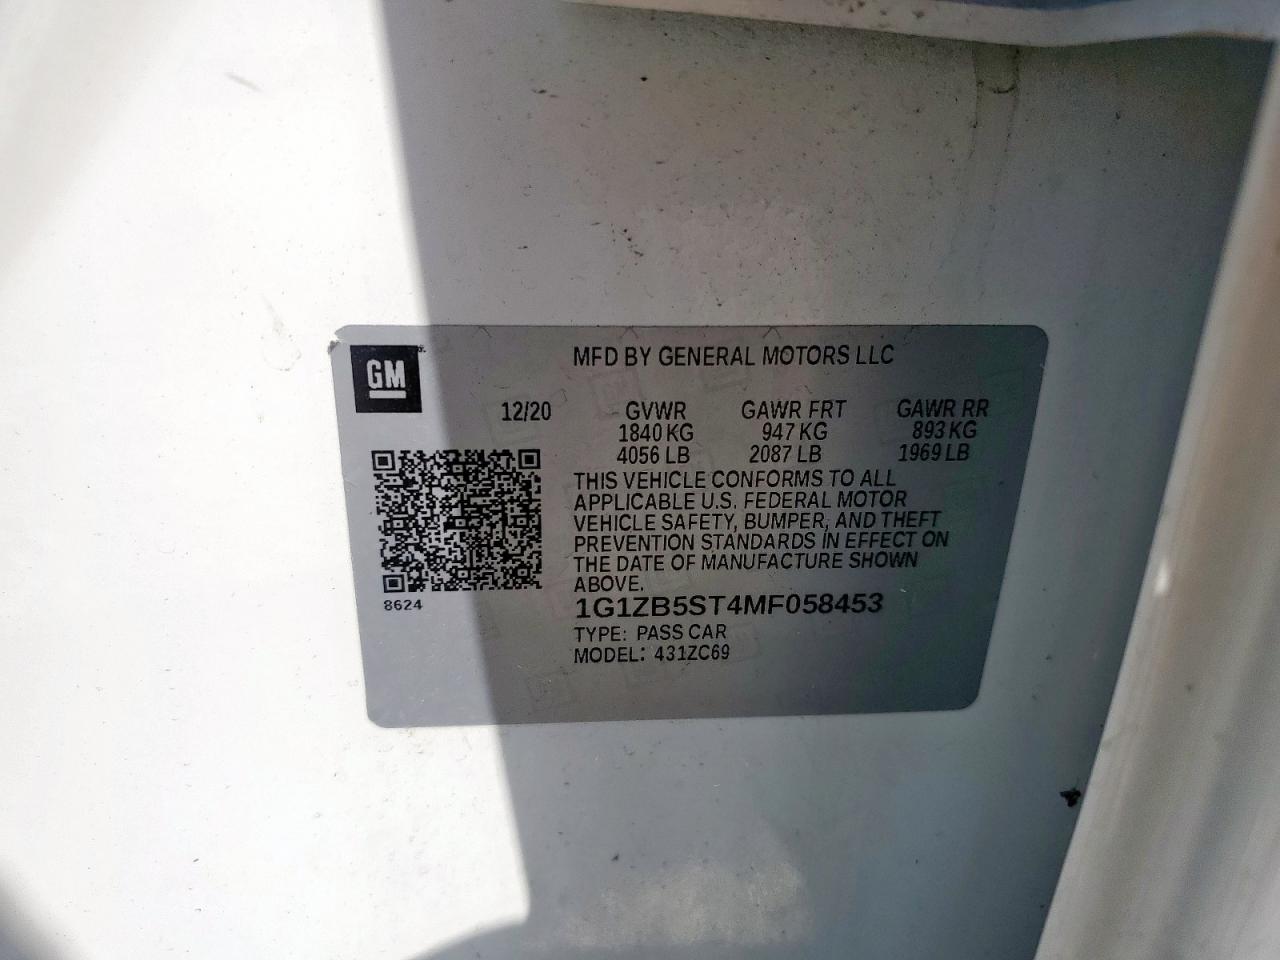 GM
MFD BY GENERAL MOTORS LLC
12/20 GVWR GAWR FRT GAWR RR
1840 KG 947 KG 893 KG
4056 LB 2087 LB 1969 LB
THIS VEHICLE CONFORMS TO ALL
APPLICABLE U.S. FEDERAL MOTOR
VEHICLE SAFETY, BUMPER, AND THEFT
PREVENTION STANDARDS IN EFFECT ON
THE DATE OF MANUFACTURE SHOWN
ABOVE.
8624
1G1ZB5ST4MF058453
TYPE: PASS CAR
MODEL: 431ZC69